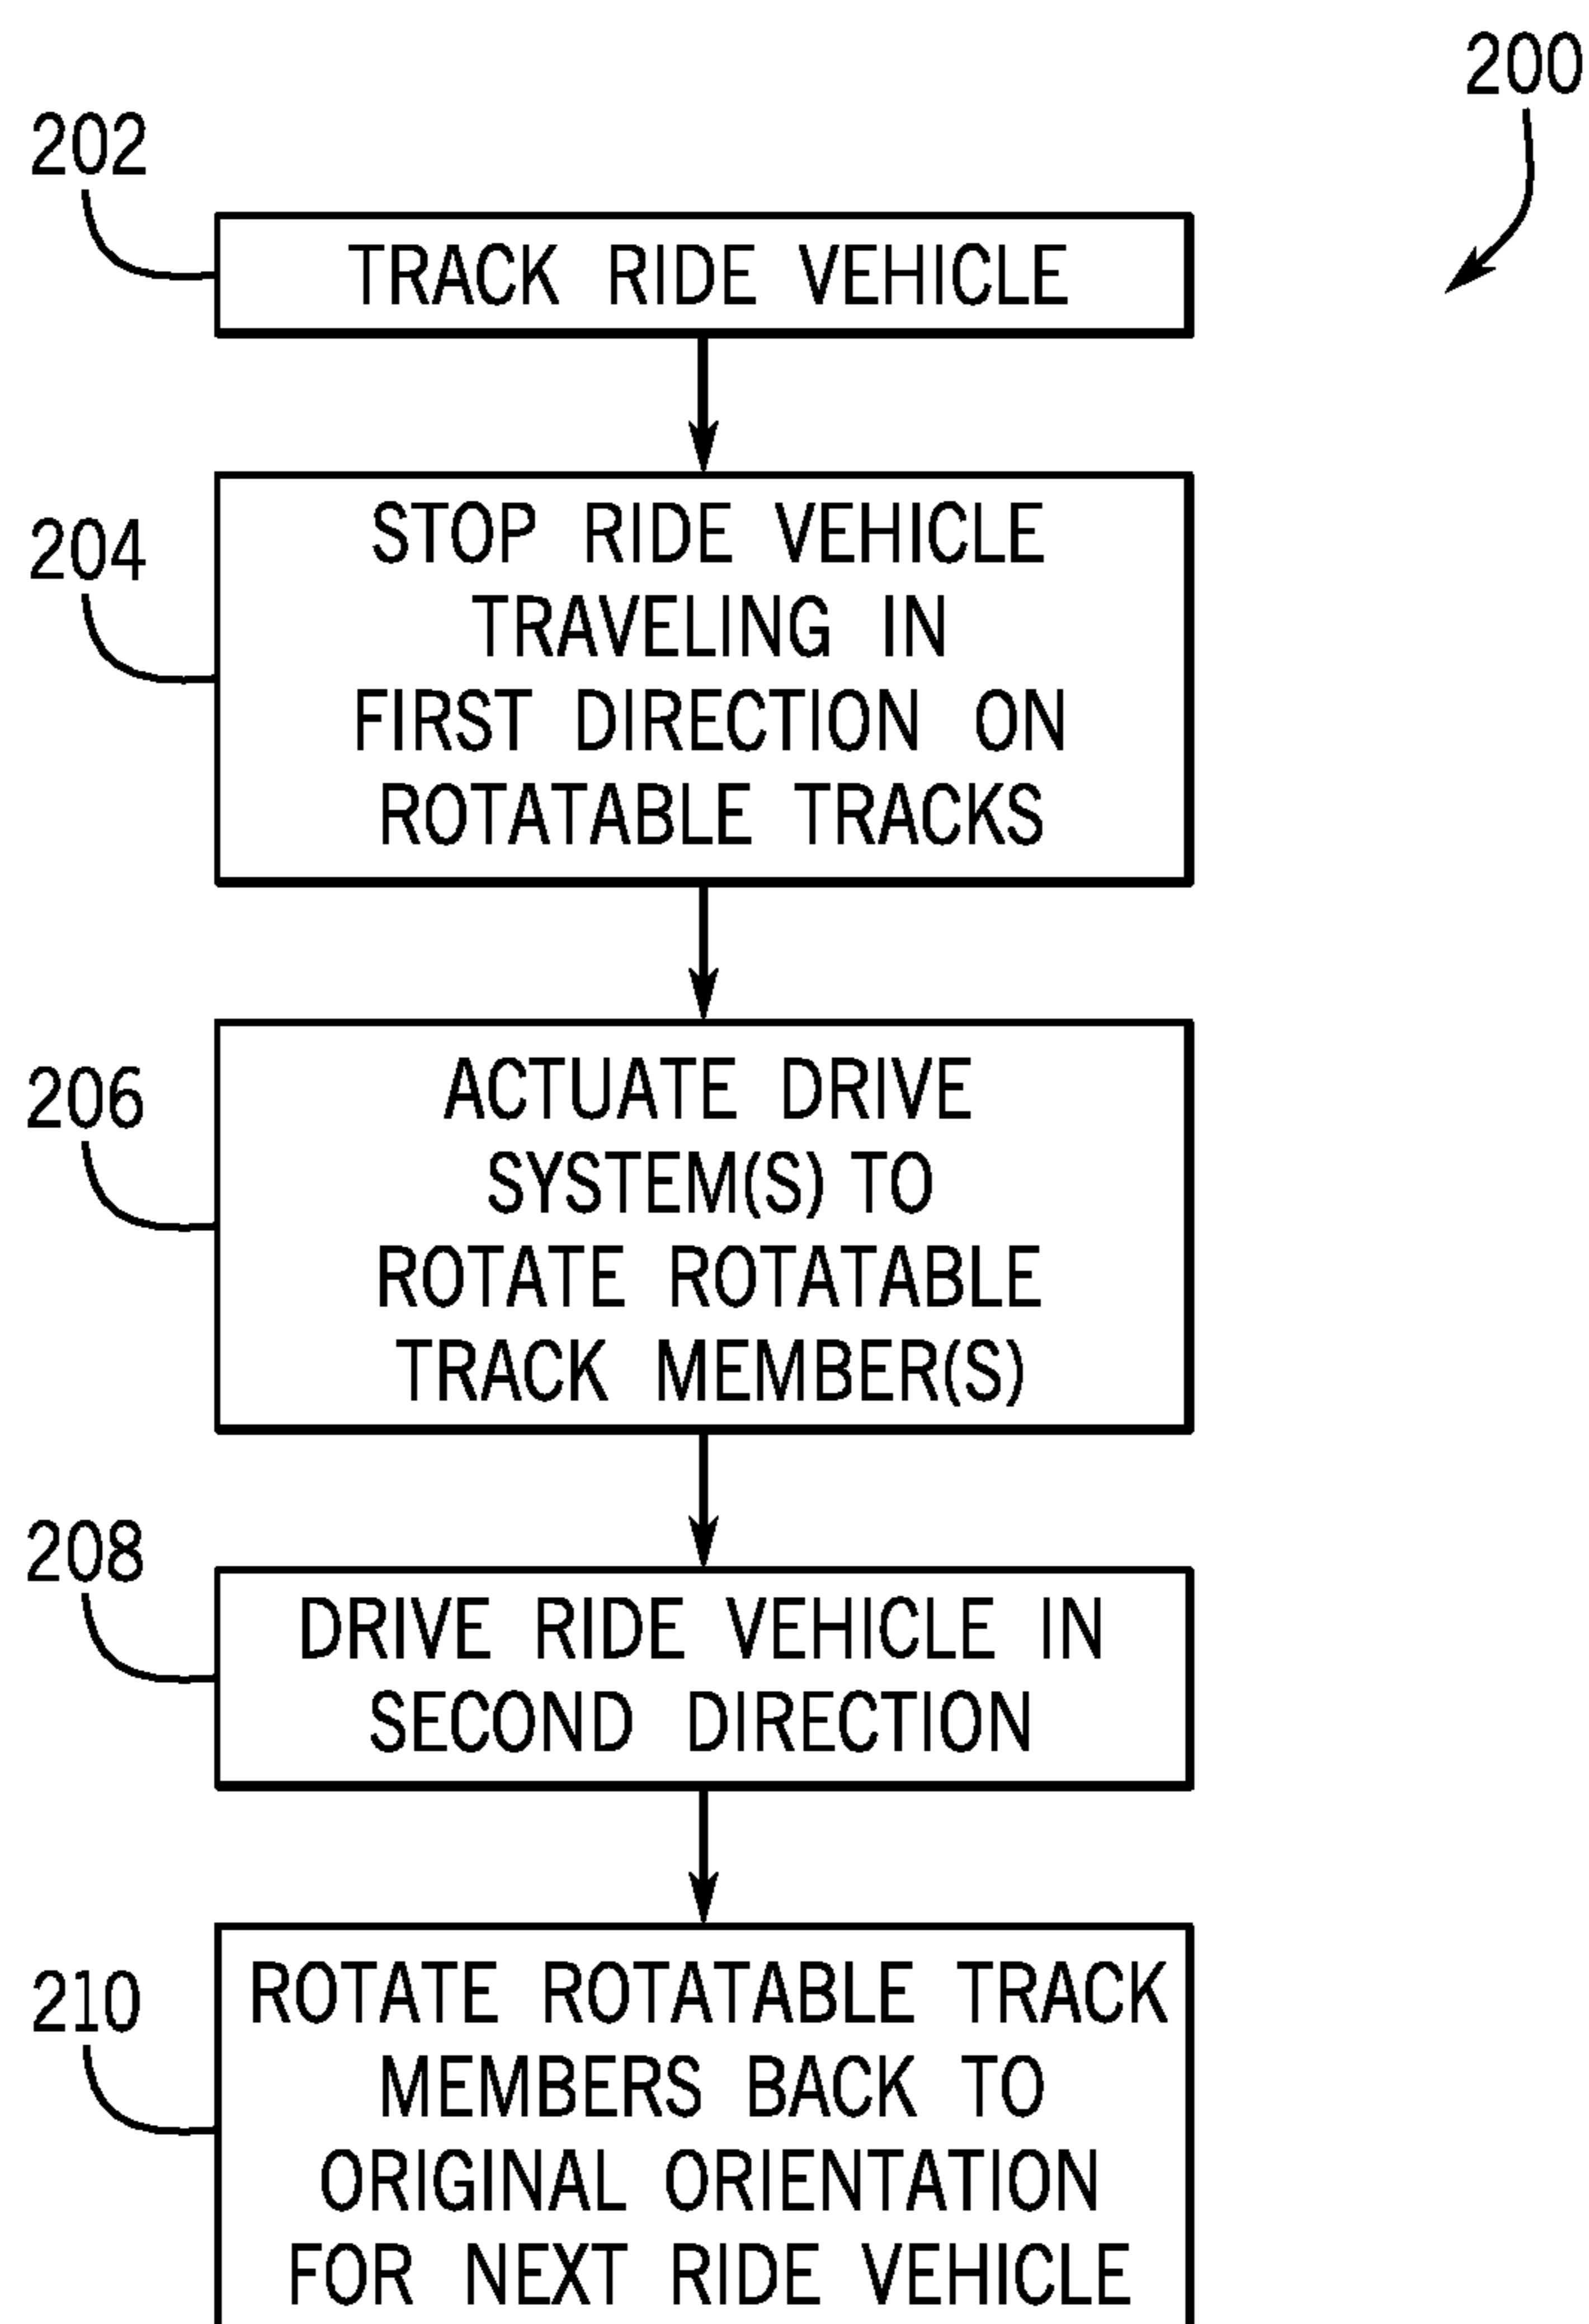 200
202
TRACK RIDE VEHICLE
204
STOP RIDE VEHICLE
TRAVELING IN
FIRST DIRECTION ON
ROTATABLE TRACKS
206
ACTUATE DRIVE
SYSTEM(S) TO
ROTATE ROTATABLE
TRACK MEMBER(S)
208
DRIVE RIDE VEHICLE IN
SECOND DIRECTION
210
ROTATE ROTATABLE TRACK
MEMBERS BACK TO
ORIGINAL ORIENTATION
FOR NEXT RIDE VEHICLE